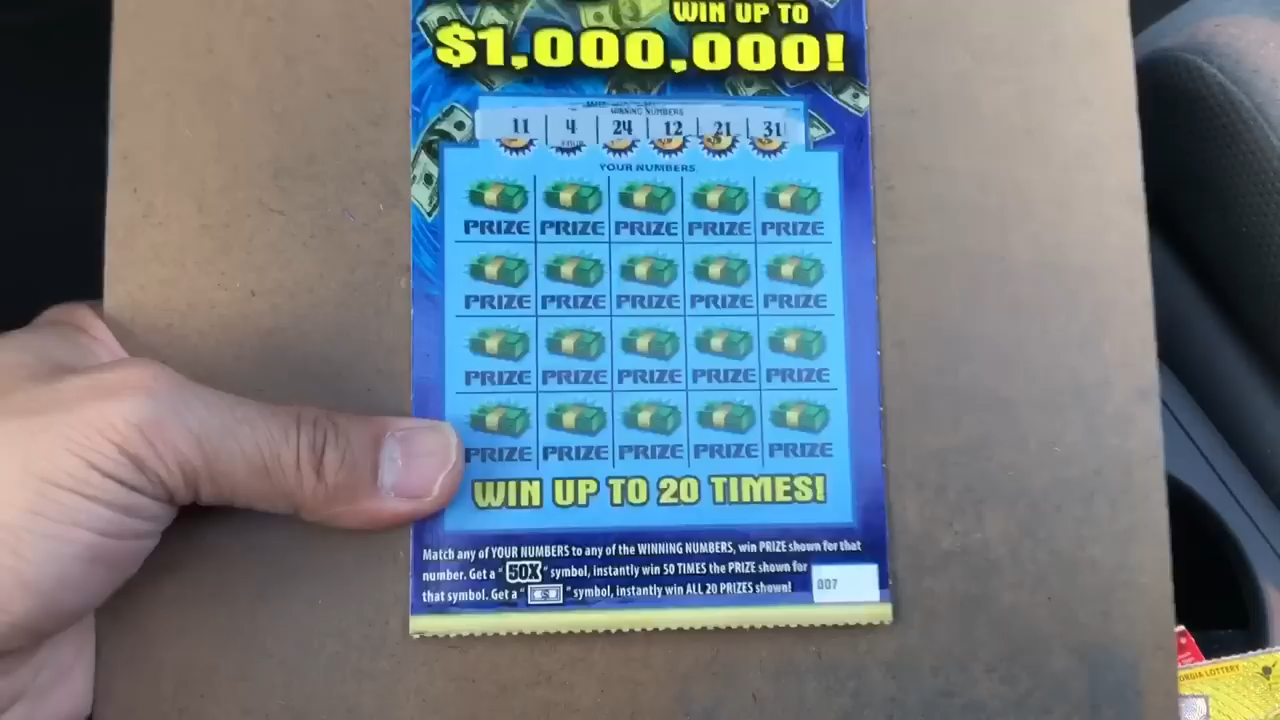 WIN UP TO
$1,000,000!
WINNING NUMBERS
11 4 24 12 21 31
FOUR
YOUR NUMBERS
PRIZE PRIZE PRIZE PRIZE PRIZE
PRIZE PRIZE PRIZE PRIZE PRIZE
PRIZE PRIZE PRIZE PRIZE PRIZE
PRIZE PRIZE PRIZE PRIZE PRIZE
WIN UP TO 20 TIMES!
Match any of YOUR NUMBERS to any of the WINNING NUMBERS, win PRIZE shown for that
number. Get a "50X" symbol, instantly win 50 TIMES the PRIZE shown for
that symbol. Get a " $ " symbol, instantly win ALL 20 PRIZES shown!
007
LOTTERY